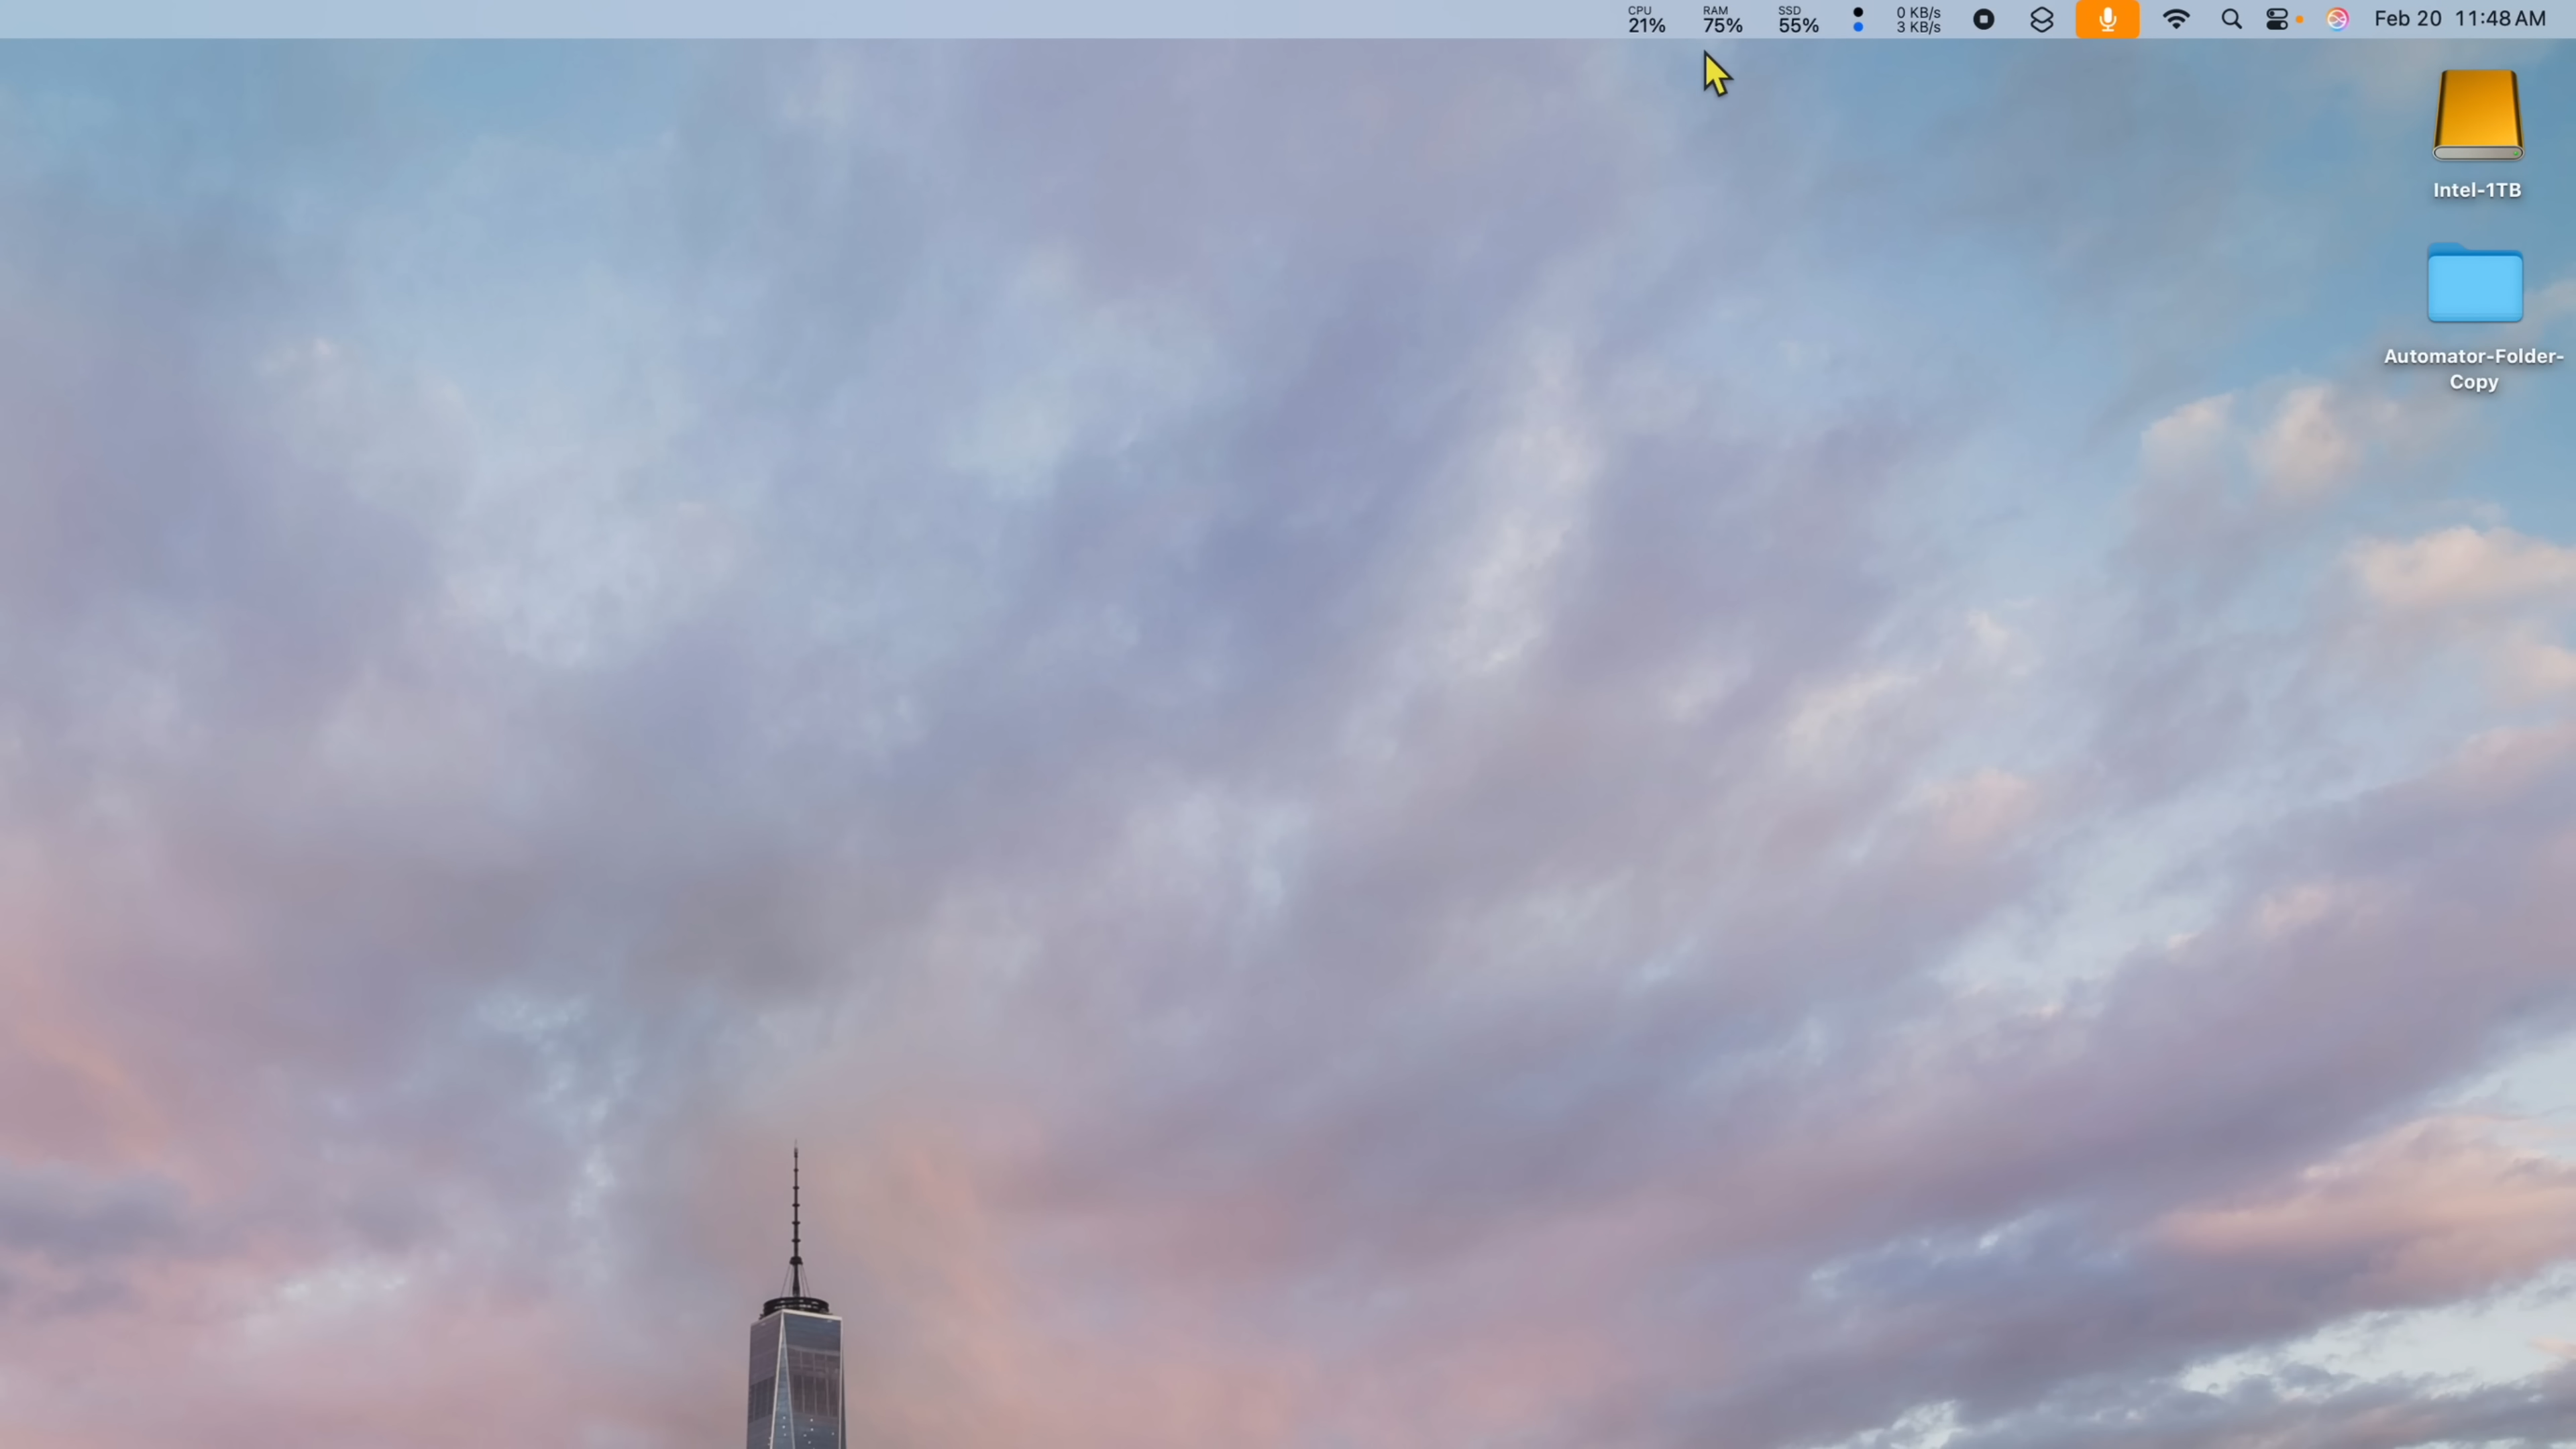 CPU 21% RAM 75% SSD 55% 0 KB/s 3 KB/s Feb 20 11:48 AM
Intel-1TB
Automator-Folder-
Copy